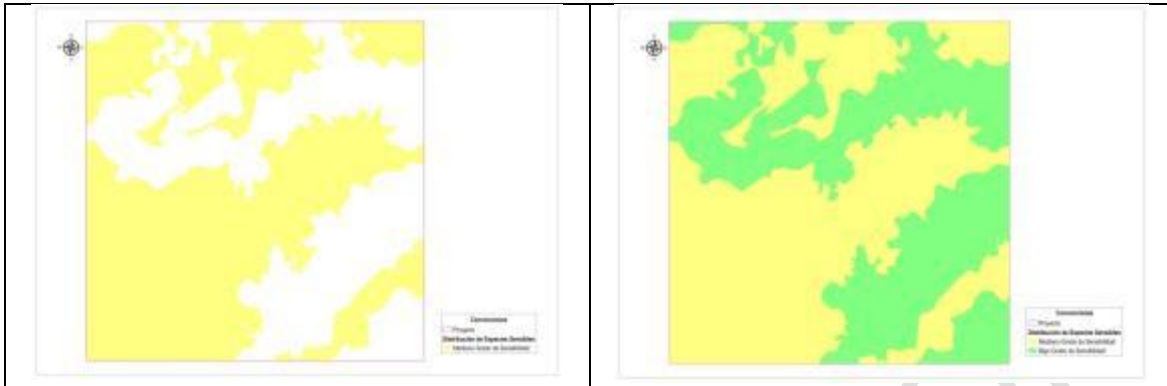 Convenciones
Proyecto
Distribución de Especies Sensibles
Mediano Grado de Sensibilidad
Convenciones
Proyecto
Distribución de Especies Sensibles
Mediano Grado de Sensibilidad
Bajo Grado de Sensibilidad